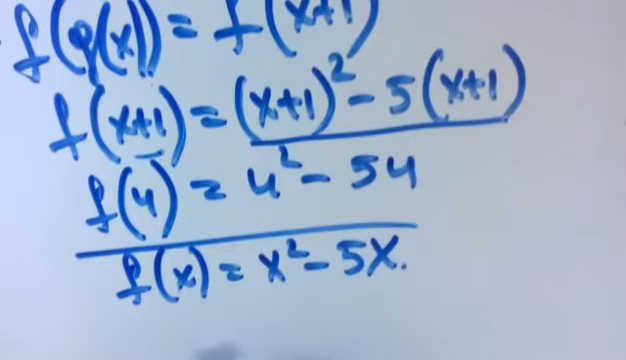 f(g(x)) = f(x+1)
f(x+1) = (x+1)² - 5(x+1)
f(u) = u² - 5u
f(x) = x² - 5x.